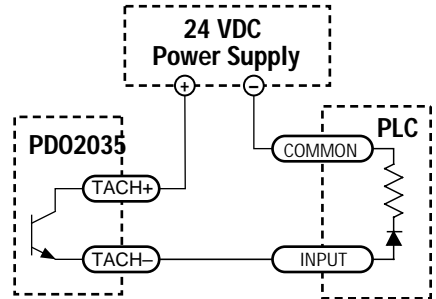 24 VDC
Power Supply
+
−
PDO2035
PLC
COMMON
TACH+
TACH–
INPUT